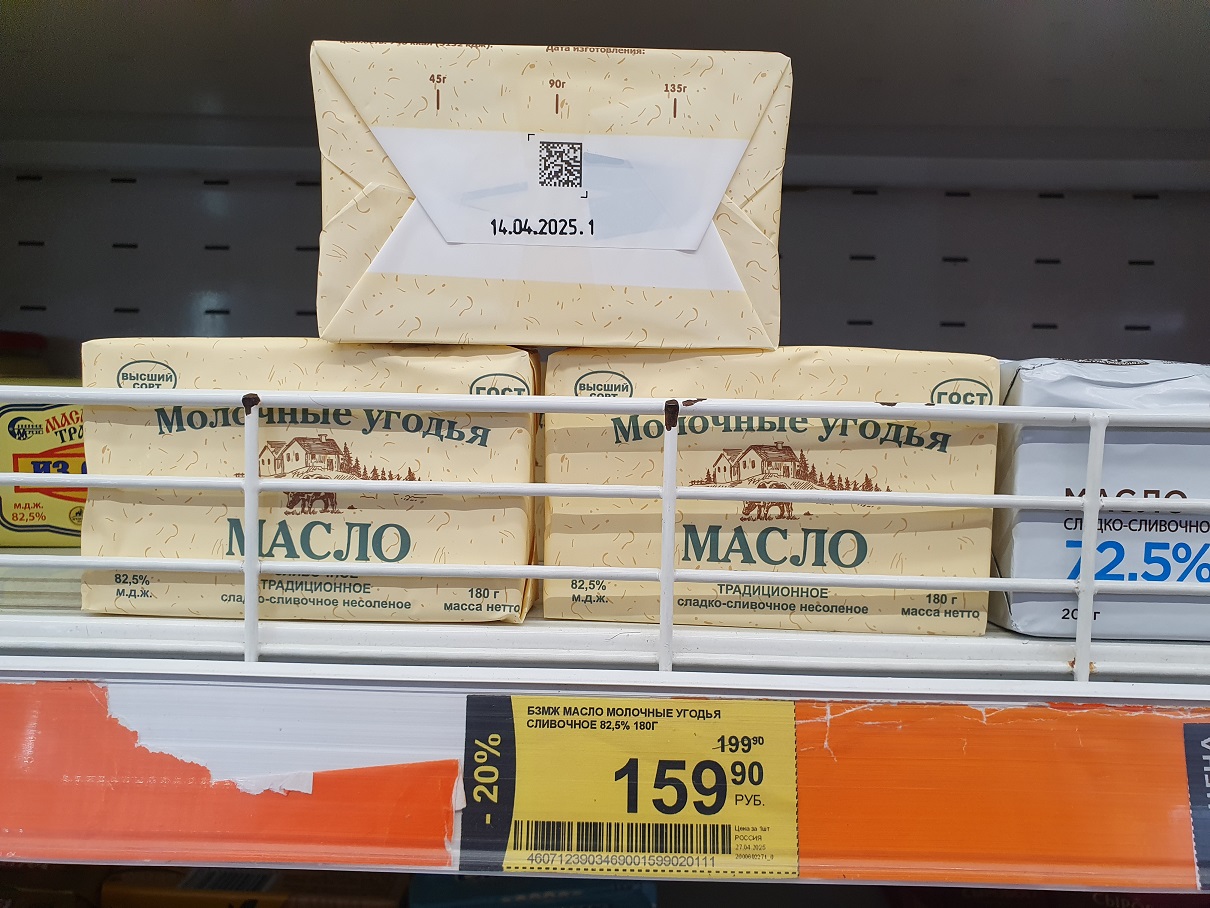 Дата изготовления:
45г
90г
135г
14.04.2025.1
ВЫСШИЙ
СОРТ
ГОСТ
Молочные угодья
МАСЛО
ТРАДИЦИОННОЕ
сладко-сливочное несоленое
82,5%
м.д.ж.
180 г
масса нетто
ВЫСШИЙ
СОРТ
ГОСТ
Молочные угодья
МАСЛО
ТРАДИЦИОННОЕ
сладко-сливочное несоленое
82,5%
м.д.ж.
180 г
масса нетто
м.д.ж.
82,5%
МАСЛО
72.5%
- 20%
БЗМЖ МАСЛО МОЛОЧНЫЕ УГОДЬЯ
СЛИВОЧНОЕ 82,5% 180Г
199 90
159 90
РУБ.
Цена за 1шт
РОССИЯ
27.04.2025
4607123903469001599020111